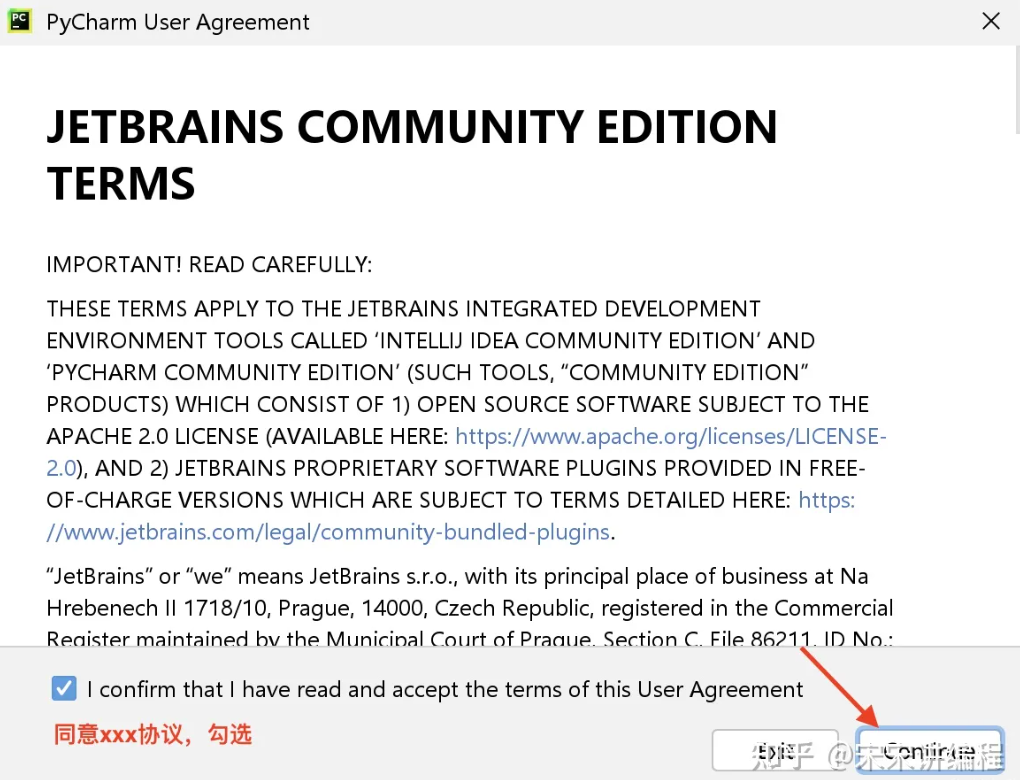 PC
PyCharm User Agreement
JETBRAINS COMMUNITY EDITION
TERMS
IMPORTANT! READ CAREFULLY:
THESE TERMS APPLY TO THE JETBRAINS INTEGRATED DEVELOPMENT
ENVIRONMENT TOOLS CALLED ‘INTELLIJ IDEA COMMUNITY EDITION’ AND
‘PYCHARM COMMUNITY EDITION’ (SUCH TOOLS, “COMMUNITY EDITION”
PRODUCTS) WHICH CONSIST OF 1) OPEN SOURCE SOFTWARE SUBJECT TO THE
APACHE 2.0 LICENSE (AVAILABLE HERE: https://www.apache.org/licenses/LICENSE-
2.0), AND 2) JETBRAINS PROPRIETARY SOFTWARE PLUGINS PROVIDED IN FREE-
OF-CHARGE VERSIONS WHICH ARE SUBJECT TO TERMS DETAILED HERE: https:
//www.jetbrains.com/legal/community-bundled-plugins.
“JetBrains” or “we” means JetBrains s.r.o., with its principal place of business at Na
Hrebenech II 1718/10, Prague, 14000, Czech Republic, registered in the Commercial
Register maintained by the Municipal Court of Prague, Section C, File 86211, ID No.:
I confirm that I have read and accept the terms of this User Agreement
同意xxx协议，勾选
Exit
Continue
知乎 @宋宋讲编程